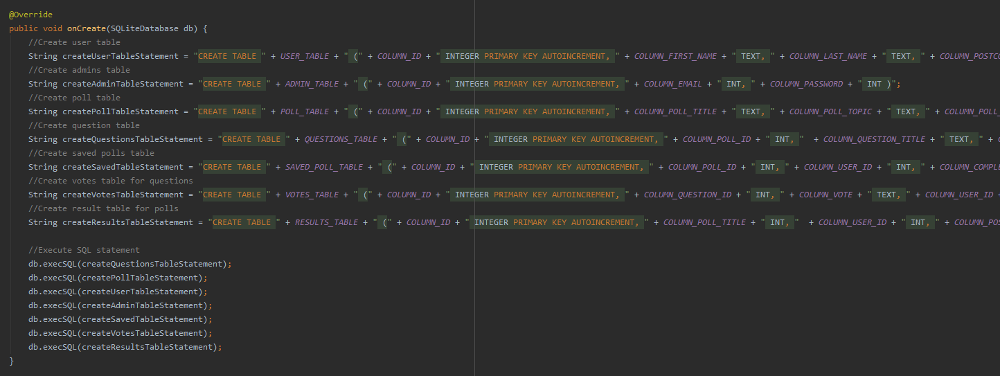 @Override
public void onCreate(SQLiteDatabase db) {
//Create user table
String createUserTableStatement = "CREATE TABLE " + USER_TABLE + " (" + COLUMN_ID + " INTEGER PRIMARY KEY AUTOINCREMENT, " + COLUMN_FIRST_NAME + " TEXT, " + COLUMN_LAST_NAME + " TEXT, " + COLUMN_POSTC
//Create admins table
String createAdminTableStatement = "CREATE TABLE " + ADMIN_TABLE + " (" + COLUMN_ID + " INTEGER PRIMARY KEY AUTOINCREMENT, " + COLUMN_EMAIL + " INT, " + COLUMN_PASSWORD + " INT )";
//Create poll table
String createPollTableStatement = "CREATE TABLE " + POLL_TABLE + " (" + COLUMN_ID + " INTEGER PRIMARY KEY AUTOINCREMENT, " + COLUMN_POLL_TITLE + " TEXT, " + COLUMN_POLL_TOPIC + " TEXT, " + COLUMN_POLL_
//Create question table
String createQuestionsTableStatement = "CREATE TABLE " + QUESTIONS_TABLE + " (" + COLUMN_ID + " INTEGER PRIMARY KEY AUTOINCREMENT, " + COLUMN_POLL_ID + " INT, "  + COLUMN_QUESTION_TITLE + " TEXT, " +
//Create saved polls table
String createSavedTableStatement = "CREATE TABLE " + SAVED_POLL_TABLE + " (" + COLUMN_ID + " INTEGER PRIMARY KEY AUTOINCREMENT, " + COLUMN_POLL_ID + " INT, " + COLUMN_USER_ID + " INT, " + COLUMN_COMPLE
//Create votes table for questions
String createVotesTableStatement = "CREATE TABLE " + VOTES_TABLE + " (" + COLUMN_ID + " INTEGER PRIMARY KEY AUTOINCREMENT, " + COLUMN_QUESTION_ID + " INT, " + COLUMN_VOTE + " TEXT, " + COLUMN_USER_ID +
//Create result table for polls
String createResultsTableStatement = "CREATE TABLE " + RESULTS_TABLE + " (" + COLUMN_ID + " INTEGER PRIMARY KEY AUTOINCREMENT, " + COLUMN_POLL_TITLE + " INT, "  + COLUMN_USER_ID + " INT, " + COLUMN_POS
//Execute SQL statement
db.execSQL(createQuestionsTableStatement);
db.execSQL(createPollTableStatement);
db.execSQL(createUserTableStatement);
db.execSQL(createAdminTableStatement);
db.execSQL(createSavedTableStatement);
db.execSQL(createVotesTableStatement);
db.execSQL(createResultsTableStatement);
}